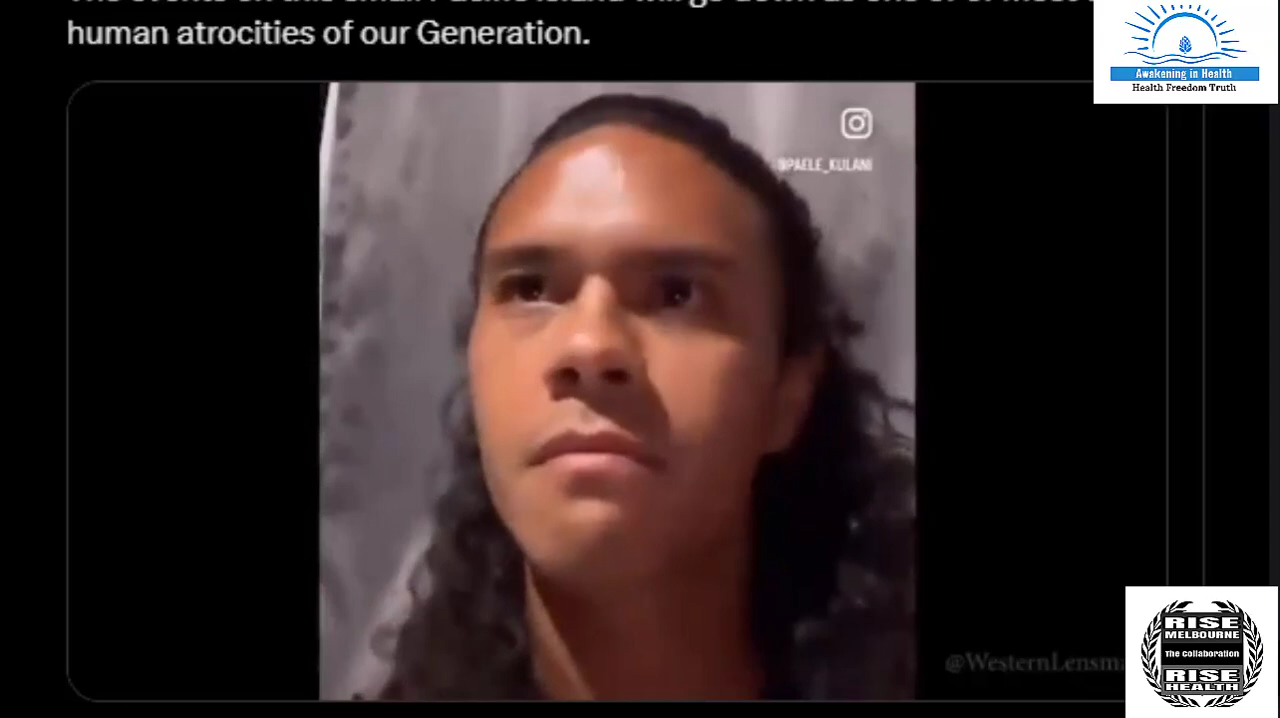 human atrocities of our Generation.
Awakening in Health
Health Freedom Truth
@PAELE_KULANI
@WesternLensma
RISE
MELBOURNE
The Collaboration
RISE
HEALTH